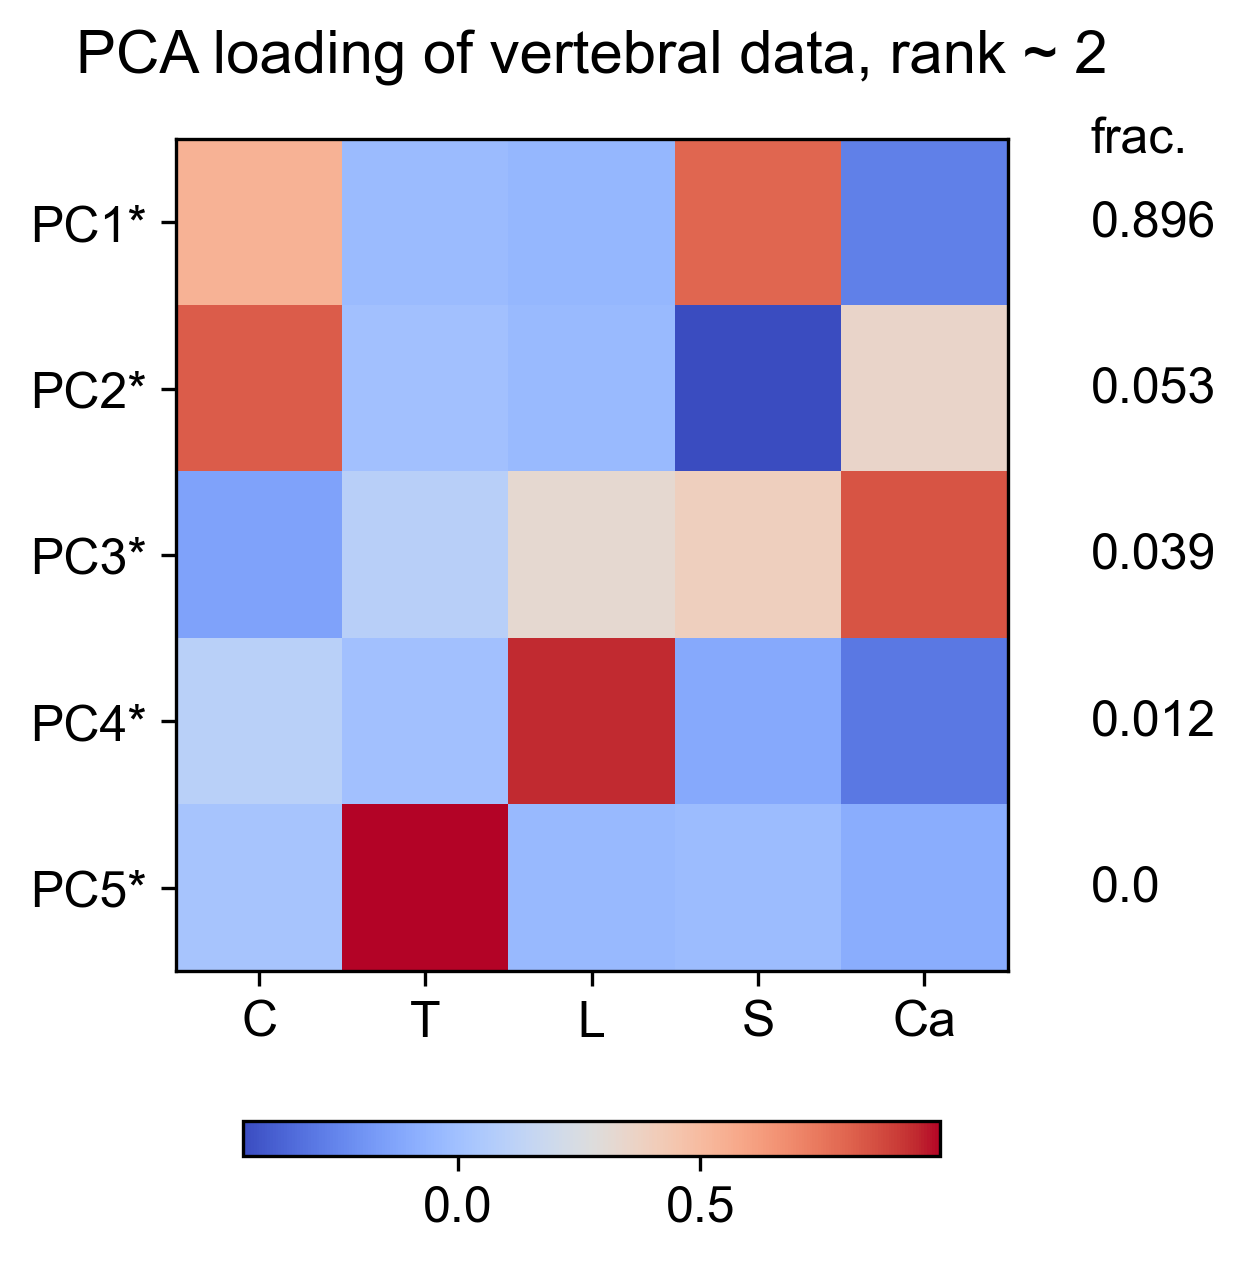 PCA loading of vertebral data, rank ~ 2
frac.
PC1* 0.896
PC2* 0.053
PC3* 0.039
PC4* 0.012
PC5* 0.0
C T L S Ca
0.0 0.5